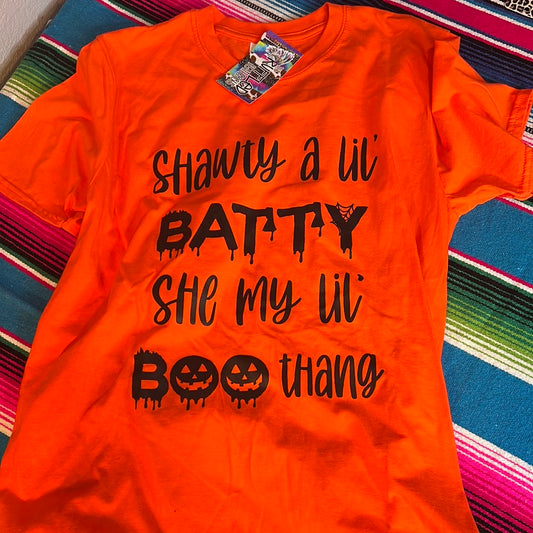 Shawty a lil'
BATTY
She my lil'
BOO thang